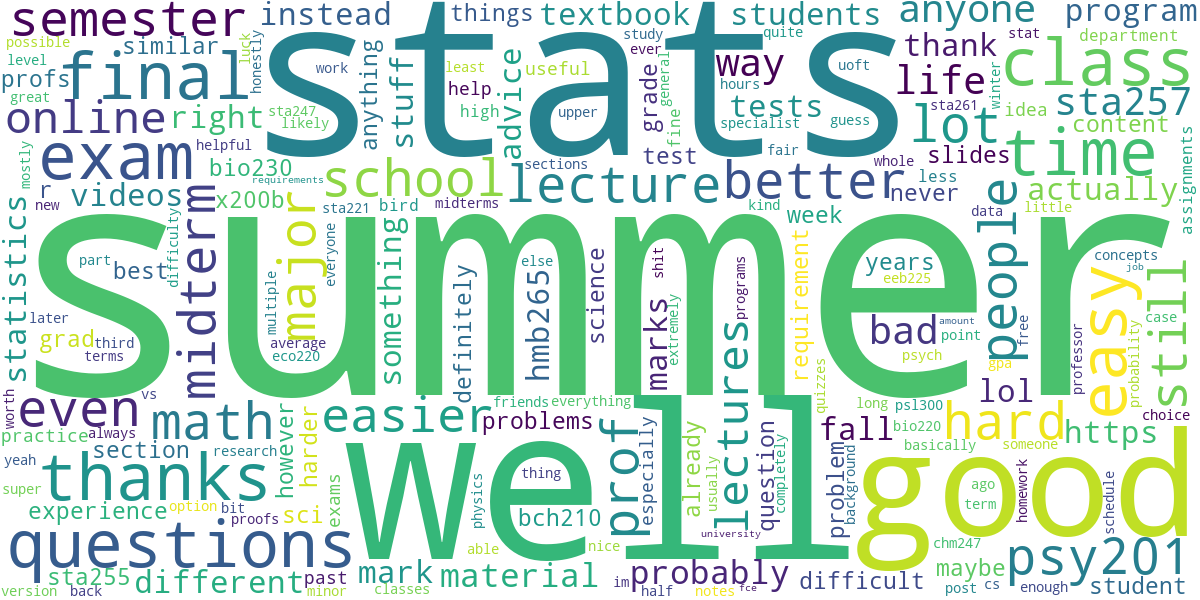 semester
instead
things
textbook
students
anyone
program
possible
similar
honestly
luck
stats
study
ever
quite
stat
department
level
final
work
anything
stuff
advice
least
useful
help
grade
general
way
hours
uoft
thank
life
class
profs
great
online
right
sta247
likely
high
upper
test
fine
tests
specialist
guess
sta261
winter
idea
sta257
content
lot
time
mostly
exam
helpful
bio230
requirements
school
sections
lecture
fair
better
whole
slides
less
never
actually
assignments
r
new
videos
x200b
sta221
bird
midterms
kind
week
data
little
statistics
midterm
difficulty
major
everyone
something
summer
else
science
shit
programs
requirement
years
eeb225
people
concepts
job
still
part
best
multiple
definitely
hmb265
marks
extremely
easy
case
later
grad
third
terms
average
eco220
bad
amount
point
free
psych
gpa
professor
probability
lectures
quizzes
lol
vs
worth
even
math
easier
friends
everything
problems
fall
long
psl300
bio220
hard
choice
https
practice
always
section
however
harder
well
prof
especially
already
usually
question
completely
problem
background
basically
someone
good
yeah
research
thanks
super
option
bit
thing
physics
experience
proofs
sci
exams
bch210
university
ago
term
homework
schedule
questions
able
nice
chm247
psy201
sta255
different
past
mark
material
im
probably
difficult
maybe
cs
student
version
back
minor
classes
half
notes
fce
post
enough